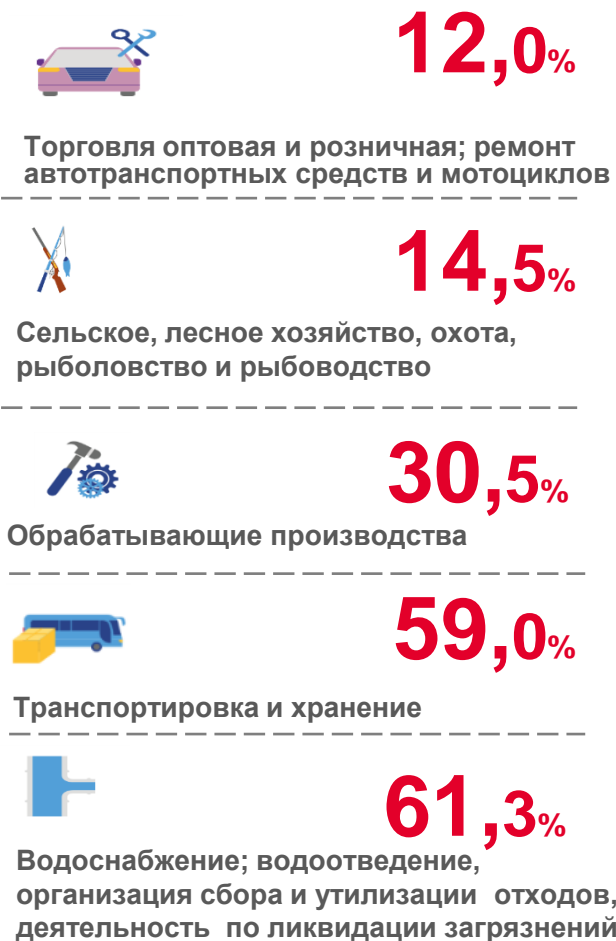 12,0%
Торговля оптовая и розничная; ремонт
автотранспортных средств и мотоциклов
14,5%
Сельское, лесное хозяйство, охота,
рыболовство и рыбоводство
30,5%
Обрабатывающие производства
59,0%
Транспортировка и хранение
61,3%
Водоснабжение; водоотведение,
организация сбора и утилизации отходов,
деятельность по ликвидации загрязнений